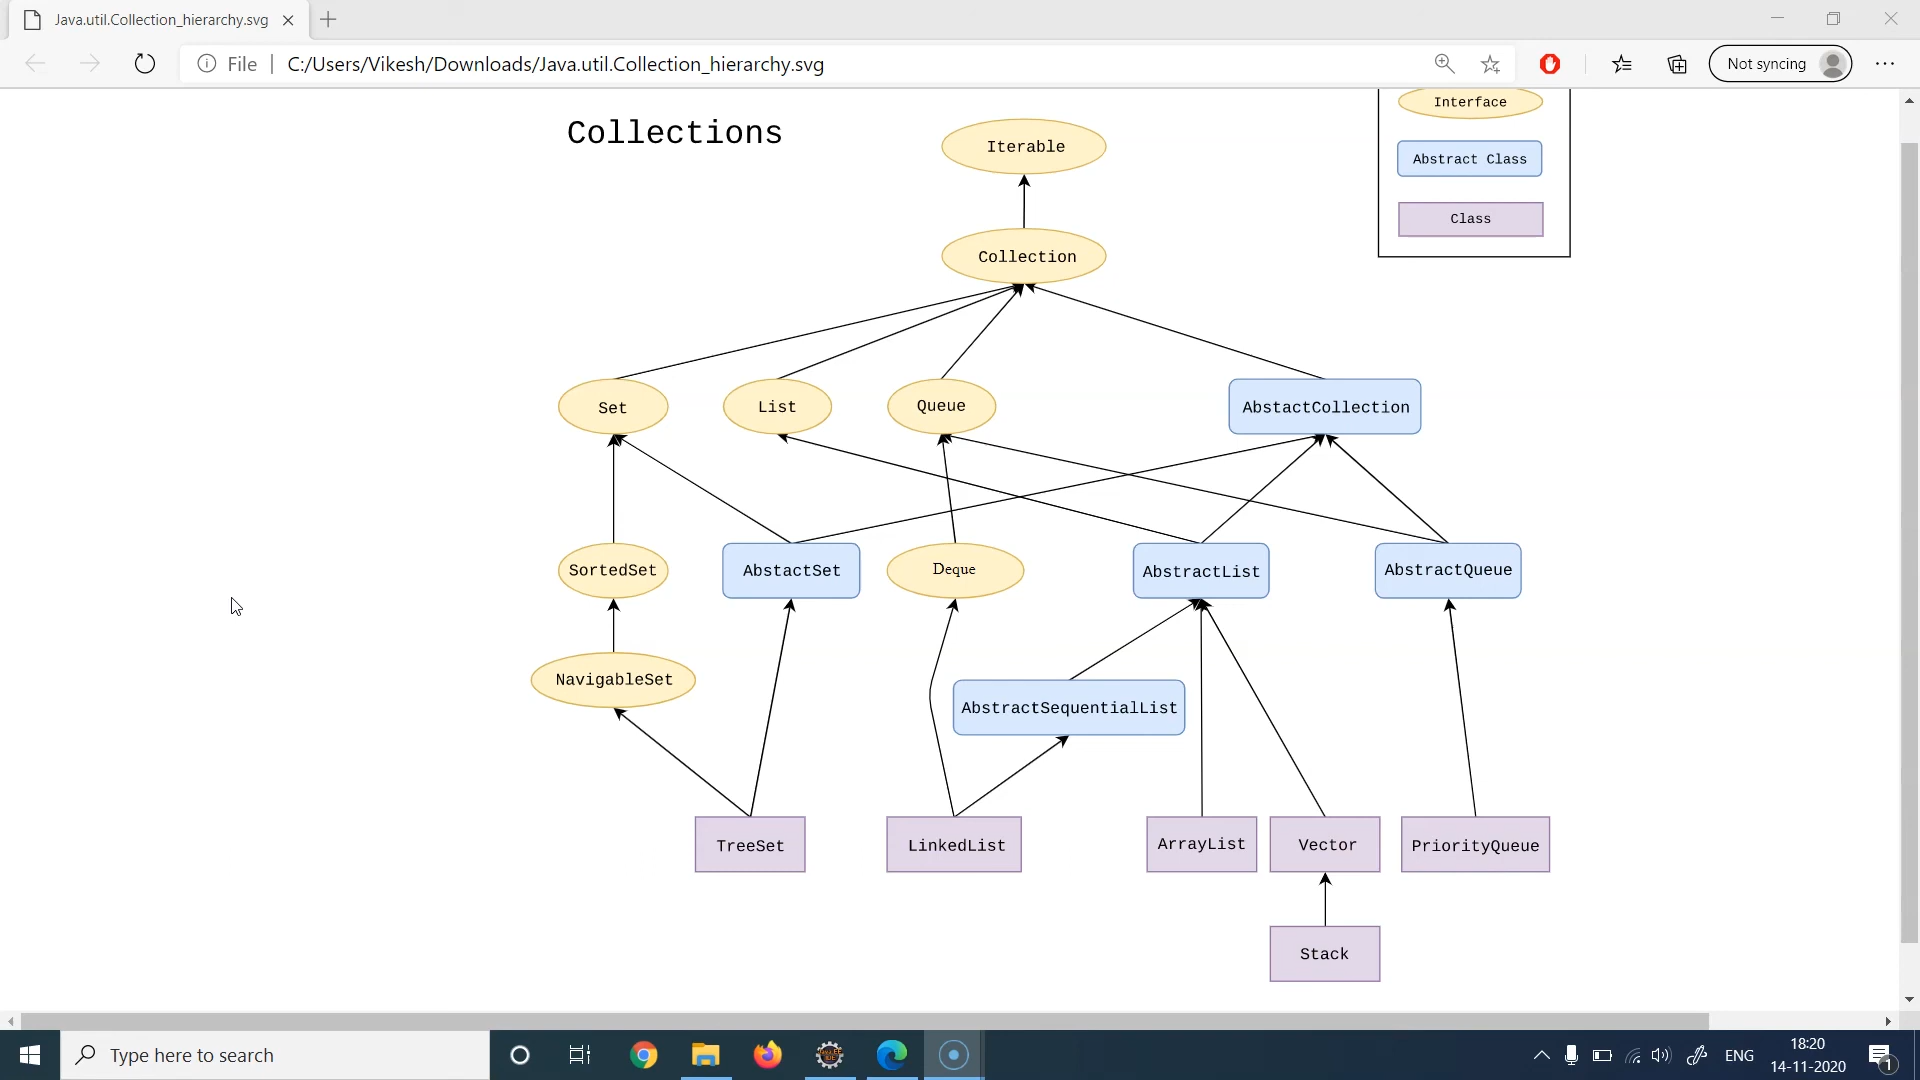 Java.util.Collection_hierarchy.svg
File | C:/Users/Vikesh/Downloads/Java.util.Collection_hierarchy.svg
Not syncing
Collections
Interface
Abstract Class
Class
Iterable
Collection
Set
List
Queue
AbstactCollection
SortedSet
AbstactSet
Deque
AbstractList
AbstractQueue
NavigableSet
AbstractSequentialList
TreeSet
LinkedList
ArrayList
Vector
PriorityQueue
Stack
Type here to search
ENG
18:20
14-11-2020
1